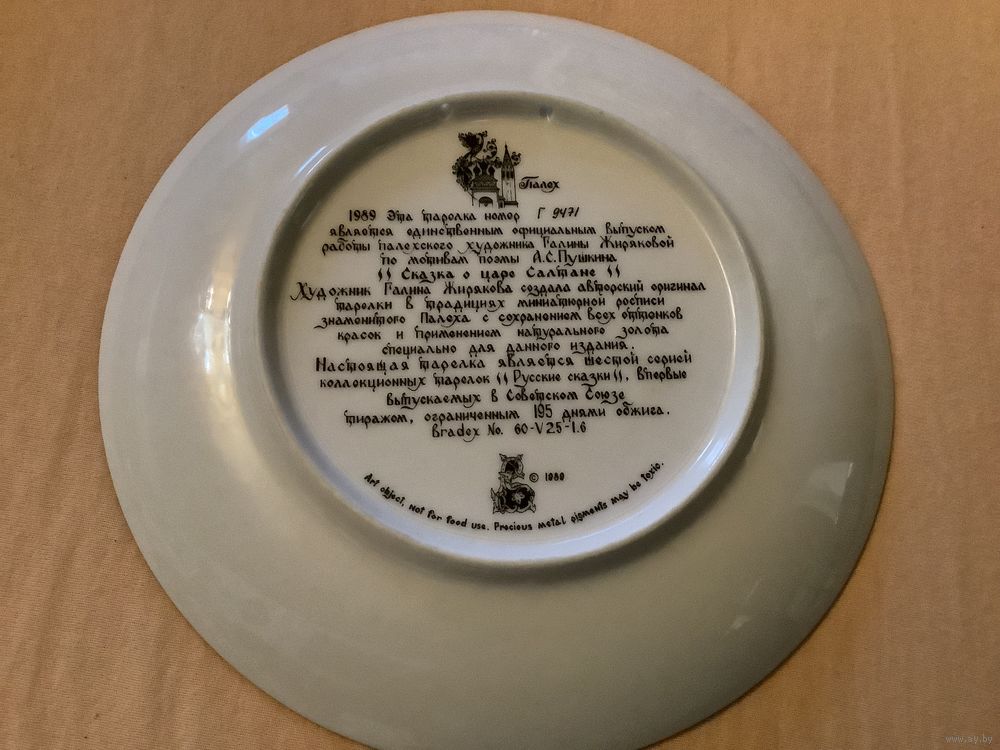 Палех
1989 Эта тарелка номер Г 9471
является единственным официальным выпуском
работы палехского художника Галины Жиряковой
по мотивам поэмы А.С.Пушкина
"Сказка о царе Салтане"
Художник Галина Жирякова создала авторский оригинал
тарелки в традициях миниатюрной росписи
знаменитого Палеха с сохранением всех оттенков
красок и применением натурального золота
специально для данного издания.
Настоящая тарелка является шестой серией
коллекционных тарелок "Русские сказки", впервые
выпускаемых в Советском Союзе
тиражом, ограниченным 195 днями обжига.
Bradex No. 60-V25-1.6
© 1989
Art object. Not for food use. Precious metal pigments may be toxic.
www.ay.by